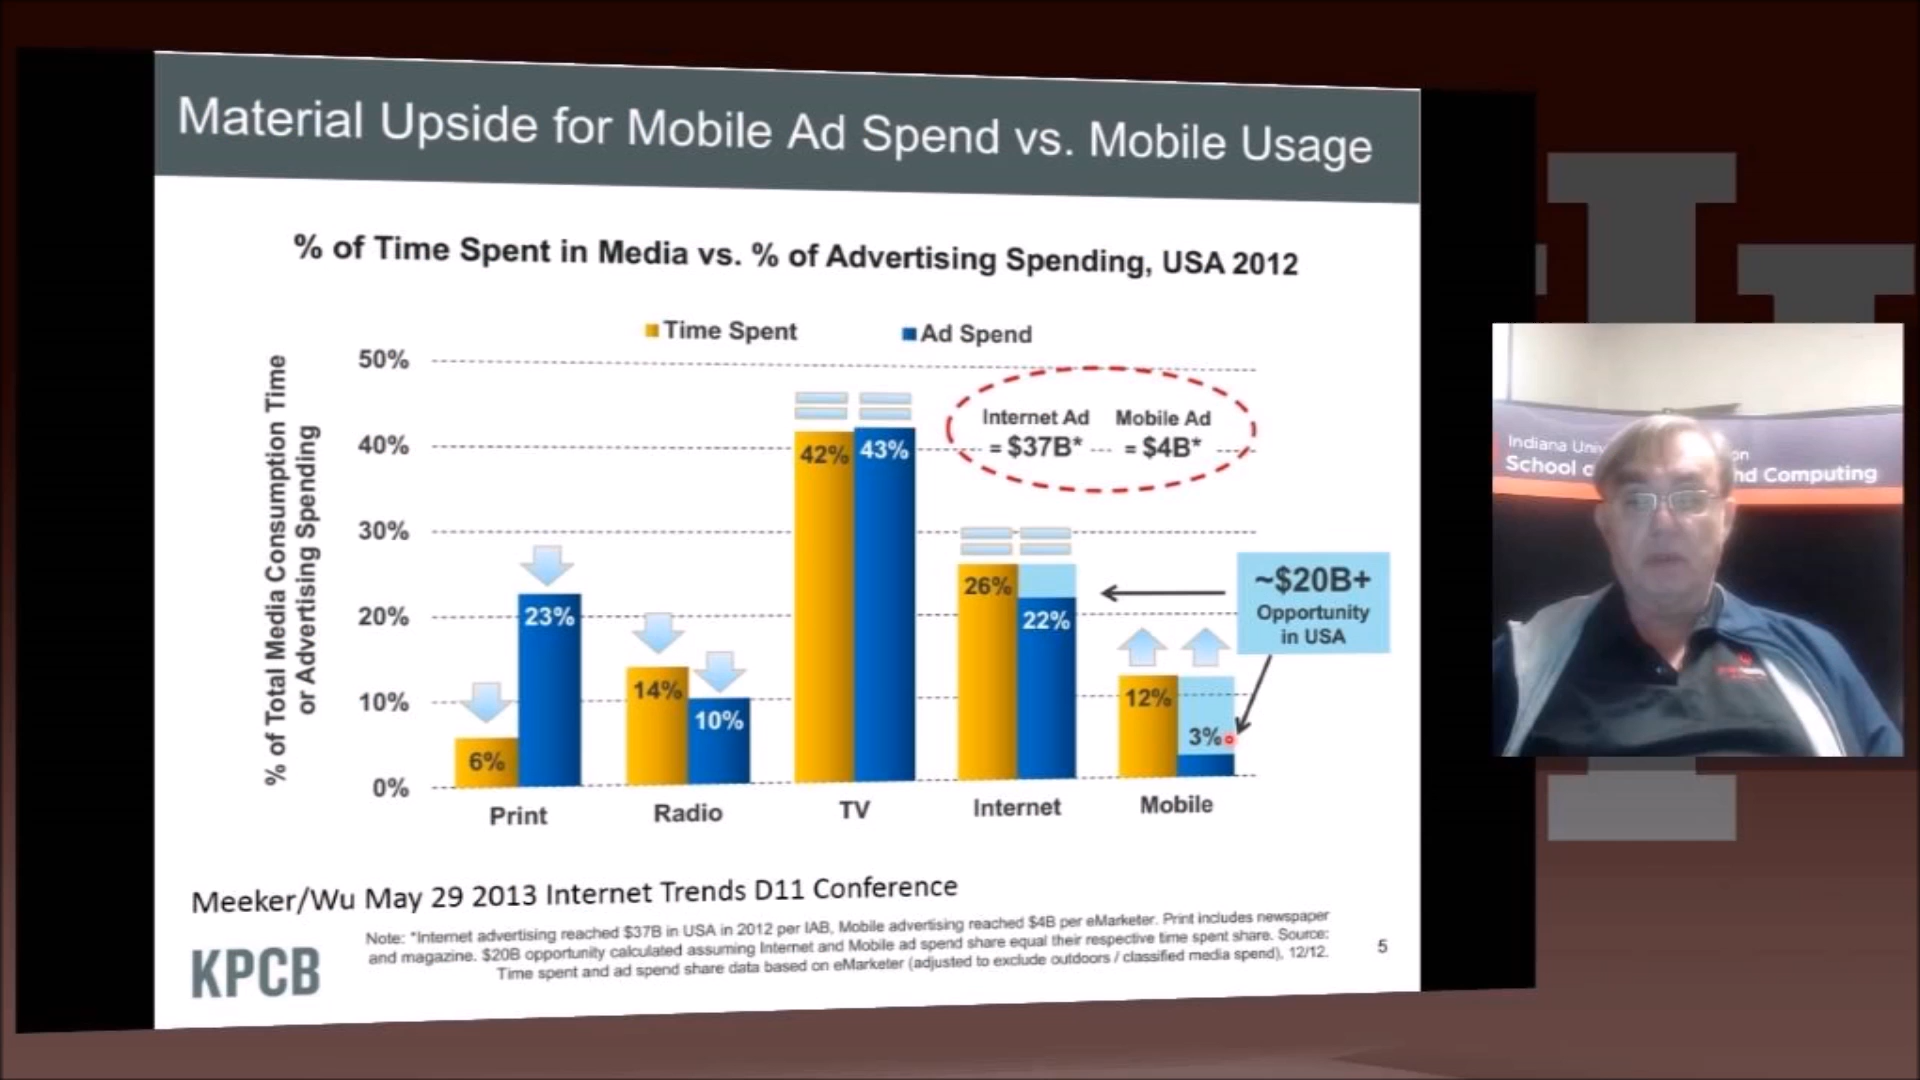 Material Upside for Mobile Ad Spend vs. Mobile Usage
% of Time Spent in Media vs. % of Advertising Spending, USA 2012
Time Spent
Ad Spend
% of Total Media Consumption Time
or Advertising Spending
50%
40%
30%
20%
10%
0%
6%
23%
14%
10%
42%
43%
26%
22%
12%
3%
Internet Ad
= $37B*
Mobile Ad
= $4B*
~$20B+
Opportunity
in USA
Print
Radio
TV
Internet
Mobile
Meeker/Wu May 29 2013 Internet Trends D11 Conference
KPCB
Note: *Internet advertising reached $37B in USA in 2012 per IAB, Mobile advertising reached $4B per eMarketer. Print includes newspaper
and magazine. $20B opportunity calculated assuming Internet and Mobile ad spend share equal their respective time spent share. Source:
Time spent and ad spend share data based on eMarketer (adjusted to exclude outdoors / classified media spend), 12/12.
5
Indiana
School
nd Computing